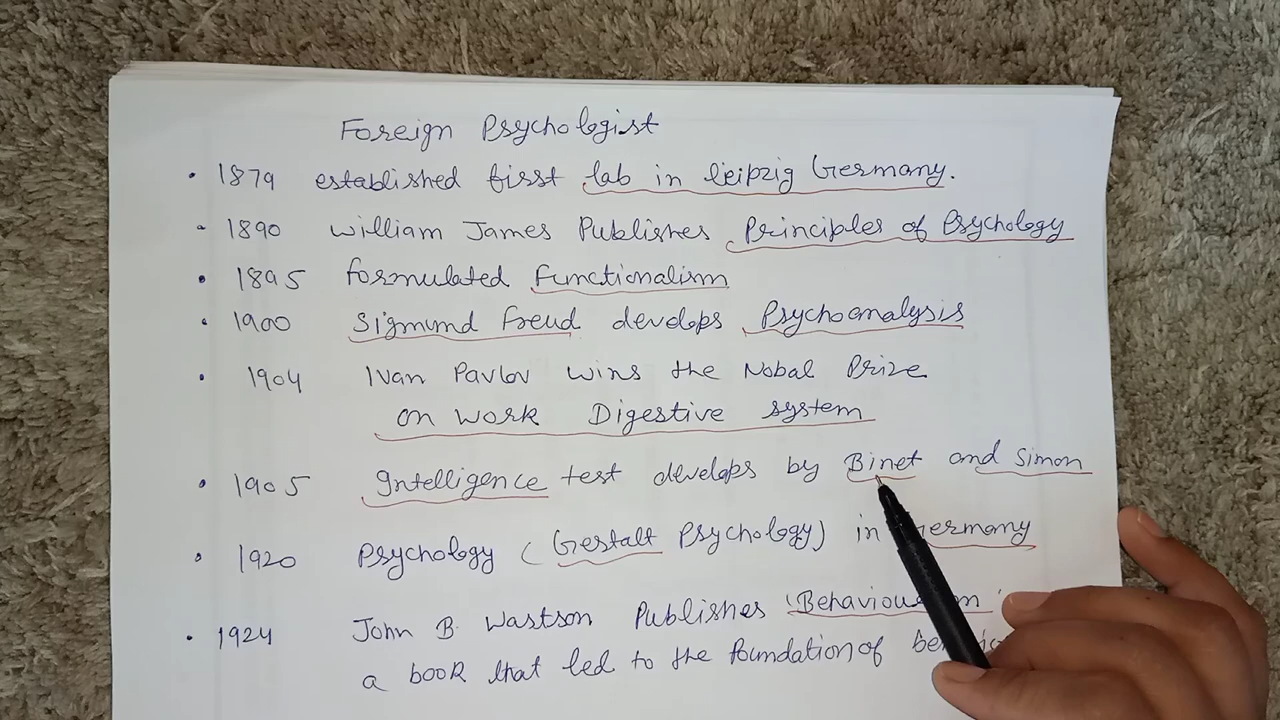 Foreign Psychologist
• 1879 established first lab in leipzig Germany.
• 1890 William James Publishes Principles of Psychology
• 1895 formulated Functionalism
• 1900 Sigmund Freud develops Psychoanalysis
• 1904 Ivan Pavlov wins the Nobal Prize
on work Digestive system
• 1905 Intelligence test develops by Binet and Simon
• 1920 Psychology (Gestalt Psychology) in Germany
• 1924 John B. Wastson Publishes 'Behaviou
a book that led to the foundation of